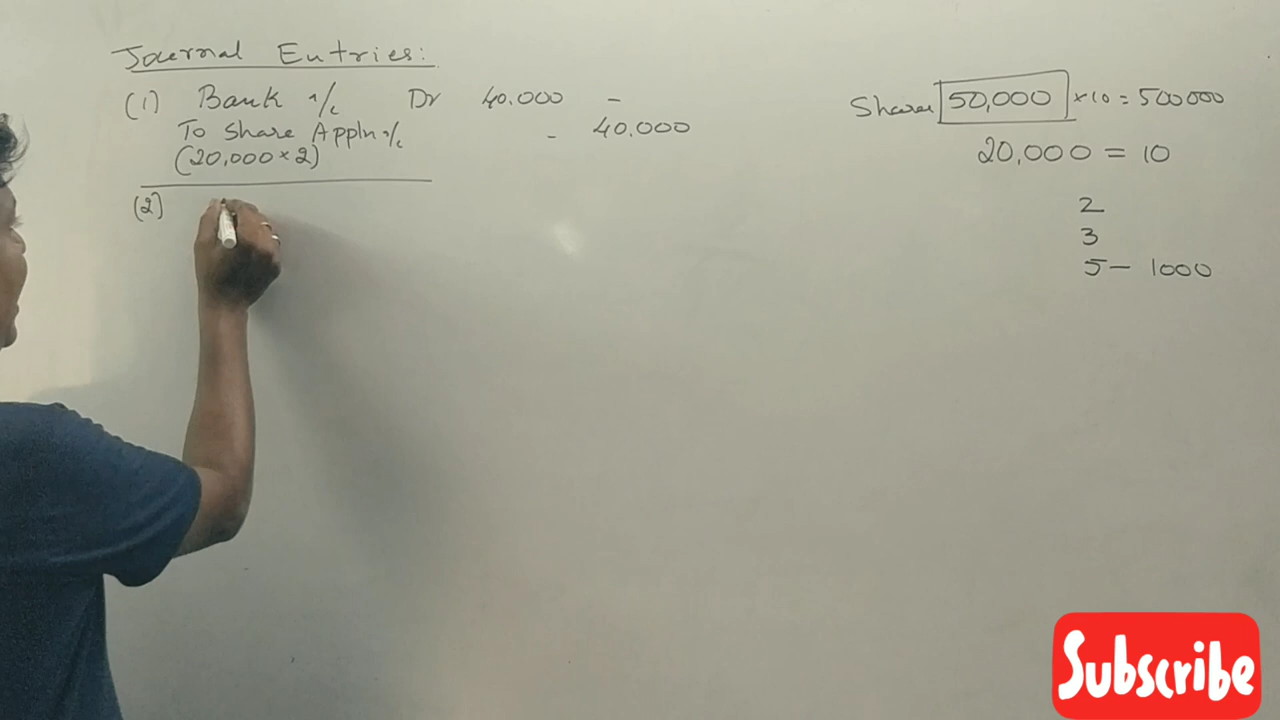 Journal Entries:
(1) Bank a/c Dr 40.000 -
To Share Appln a/c - 40.000
(20,000 × 2)
(2)
Shares 50,000 × 10 = 500000
20,000 = 10
2
3
5 - 1000
Subscribe